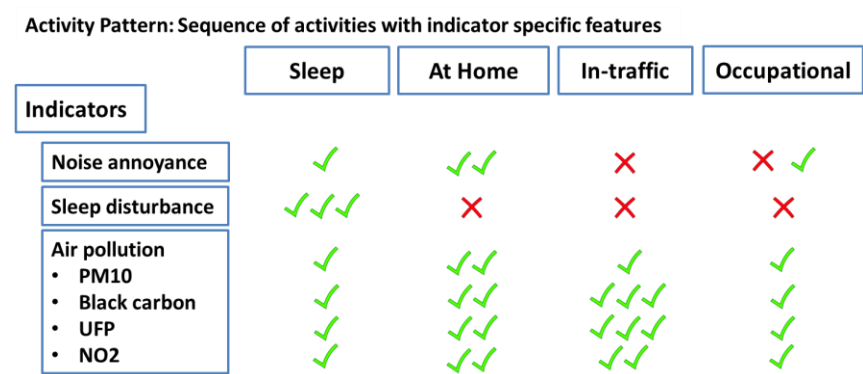 Activity Pattern: Sequence of activities with indicator specific features
Sleep At Home In-traffic Occupational
Indicators
Noise annoyance
Sleep disturbance
Air pollution
• PM10
• Black carbon
• UFP
• NO2